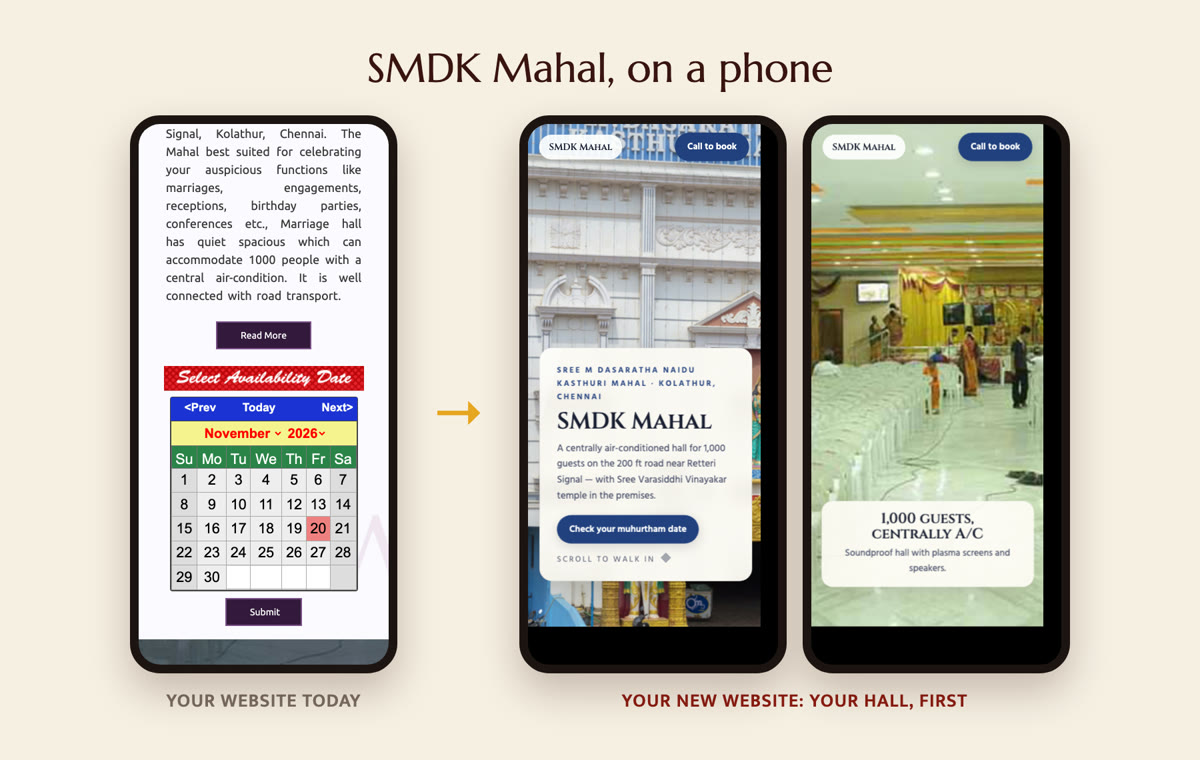 SMDK Mahal, on a phone
Signal, Kolathur, Chennai. The
Mahal best suited for celebrating
your auspicious functions like
marriages, engagements,
receptions, birthday parties,
conferences etc., Marriage hall
has quiet spacious which can
accommodate 1000 people with a
central air-condition. It is well
connected with road transport.
Read More
Select Availability Date
<Prev Today Next>
November 2026
Su Mo Tu We Th Fr Sa
1 2 3 4 5 6 7
8 9 10 11 12 13 14
15 16 17 18 19 20 21
22 23 24 25 26 27 28
29 30
Submit
YOUR WEBSITE TODAY
SMDK MAHAL
Call to book
SREE M DASARATHA NAIDU
KASTHURI MAHAL · KOLATHUR,
CHENNAI
SMDK MAHAL
A centrally air-conditioned hall for 1,000
guests on the 200 ft road near Retteri
Signal — with Sree Varasiddhi Vinayakar
temple in the premises.
Check your muhurtham date
SCROLL TO WALK IN
SMDK MAHAL
Call to book
1,000 GUESTS,
CENTRALLY A/C
Soundproof hall with plasma screens and
speakers.
YOUR NEW WEBSITE: YOUR HALL, FIRST